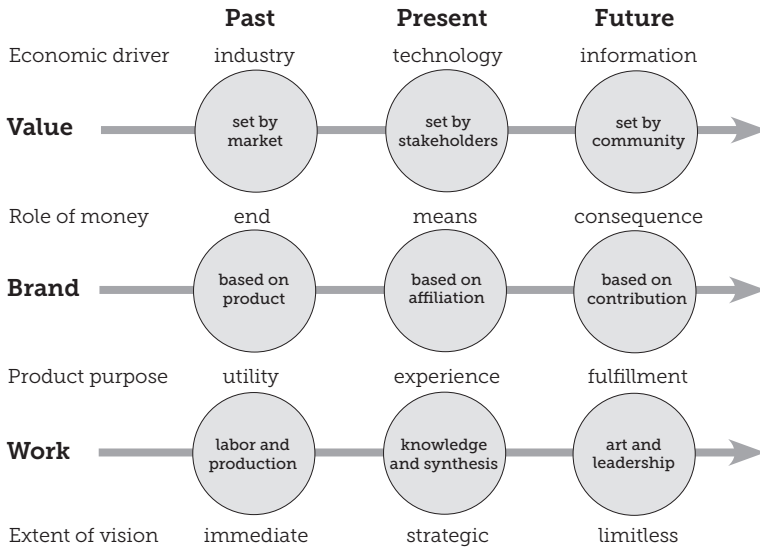 Past Present Future
Economic driver industry technology information
Value
set by
market
set by
stakeholders
set by
community
Role of money end means consequence
Brand
based on
product
based on
affiliation
based on
contribution
Product purpose utility experience fulfillment
Work
labor and
production
knowledge
and synthesis
art and
leadership
Extent of vision immediate strategic limitless